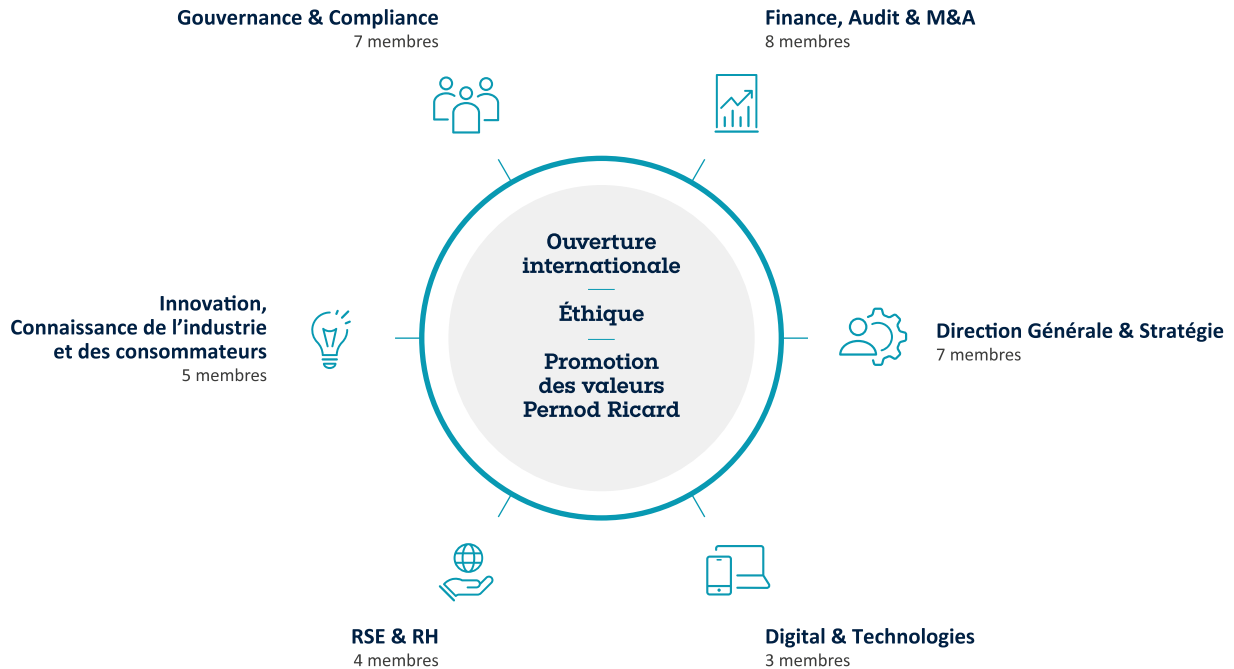 Gouvernance & Compliance
7 membres
Finance, Audit & M&A
8 membres
Ouverture
internationale
Éthique
Promotion
des valeurs
Pernod Ricard
Innovation,
Connaissance de l’industrie
et des consommateurs
5 membres
Direction Générale & Stratégie
7 membres
RSE & RH
4 membres
Digital & Technologies
3 membres